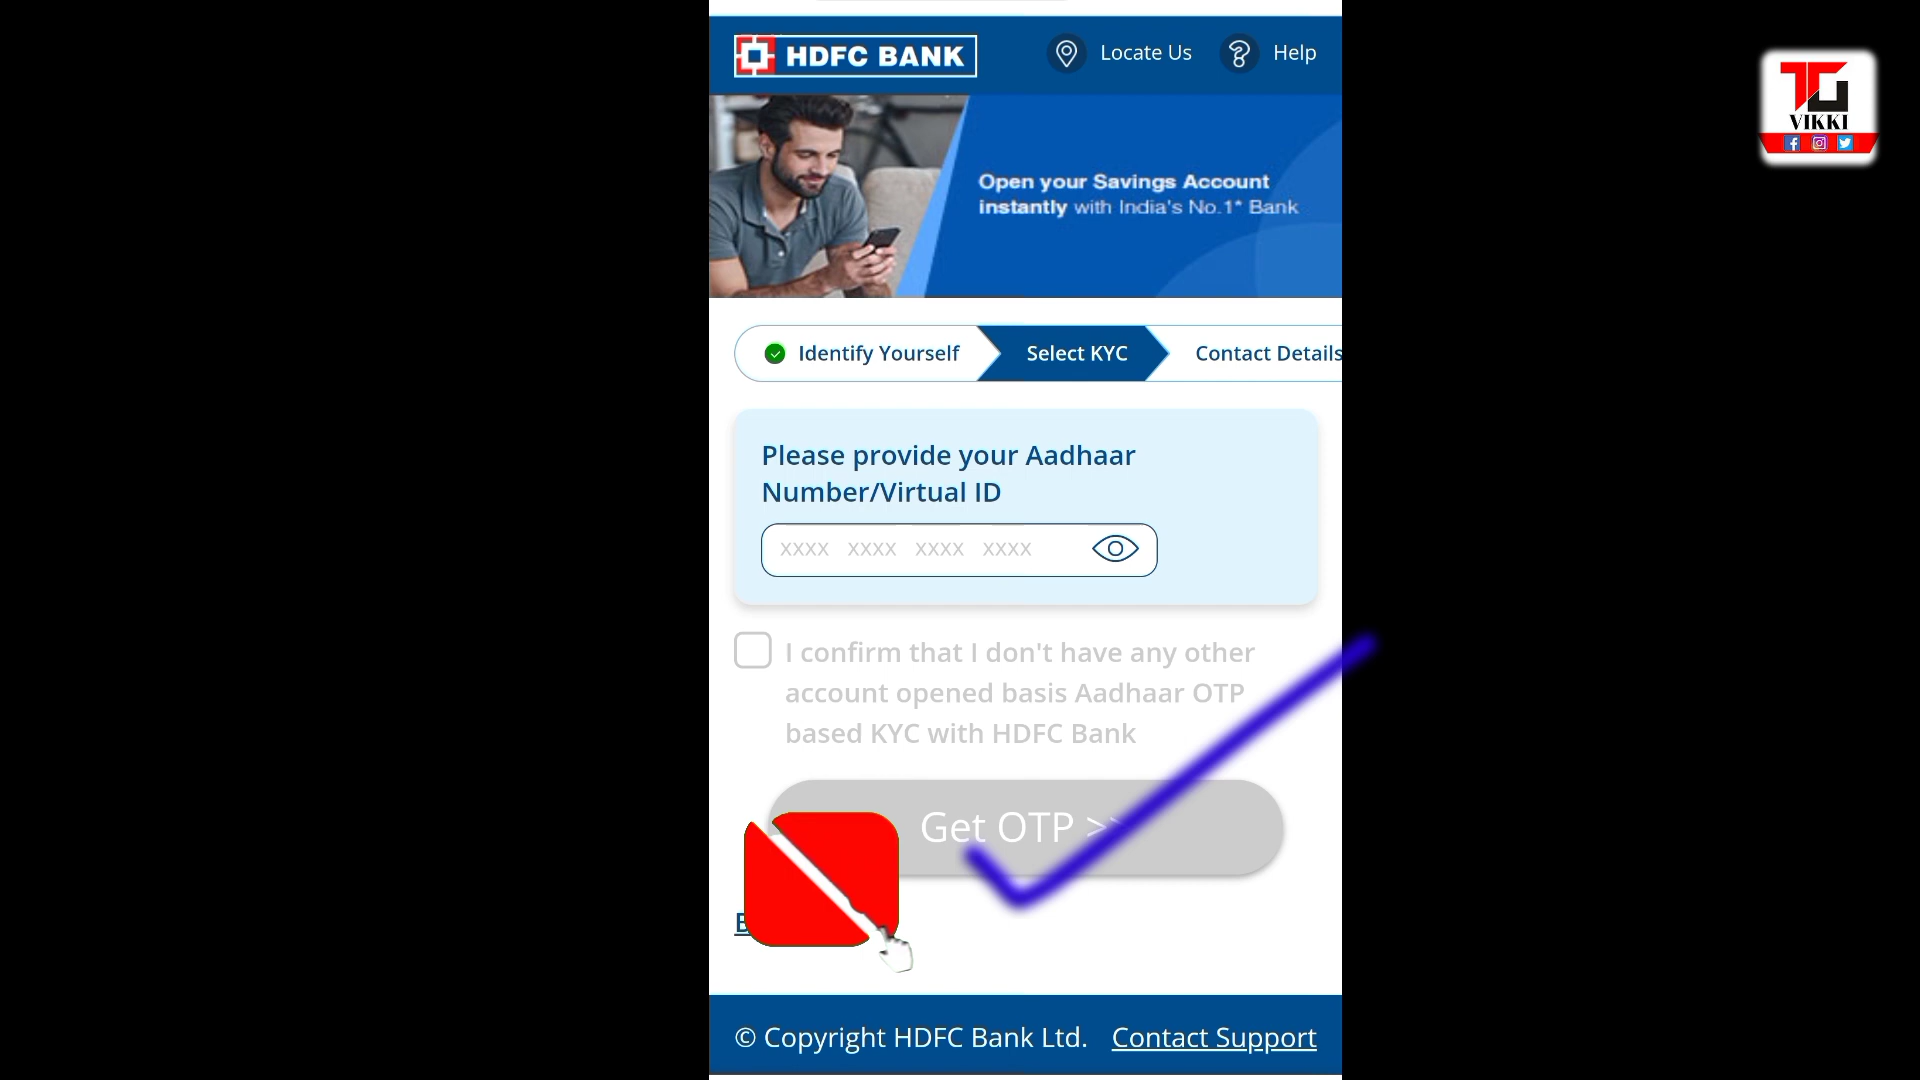 HDFC BANK
Locate Us
Help
Open your Savings Account
instantly with India's No.1* Bank
Identify Yourself
Select KYC
Contact Details
Please provide your Aadhaar
Number/Virtual ID
xxxx xxxx xxxx xxxx
I confirm that I don't have any other
account opened basis Aadhaar OTP
based KYC with HDFC Bank
Get OTP >>
© Copyright HDFC Bank Ltd.
Contact Support
VIKKI